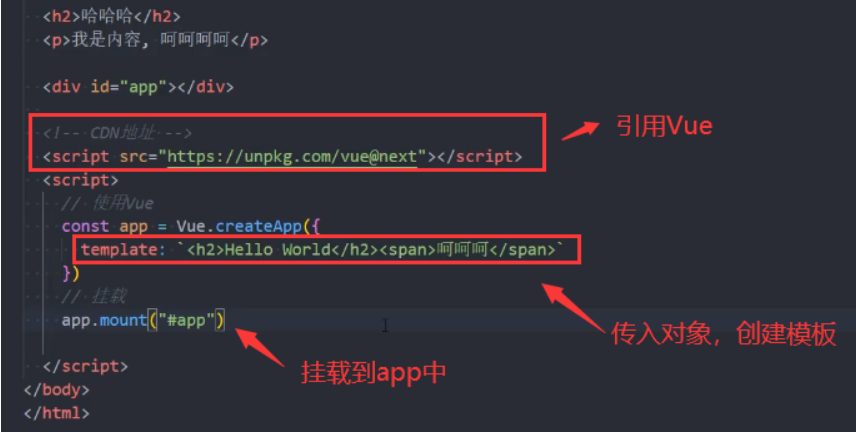 <h2>哈哈哈</h2>
<p>我是内容, 呵呵呵呵</p>
<div id="app"></div>
<!-- CDN地址 -->
引用Vue
<script src="https://unpkg.com/vue@next"></script>
<script>
// 使用Vue
const app = Vue.createApp({
template: `<h2>Hello World</h2><span>呵呵呵</span>`
})
// 挂载
app.mount("#app")
传入对象，创建模板
挂载到app中
</script>
</body>
</html>